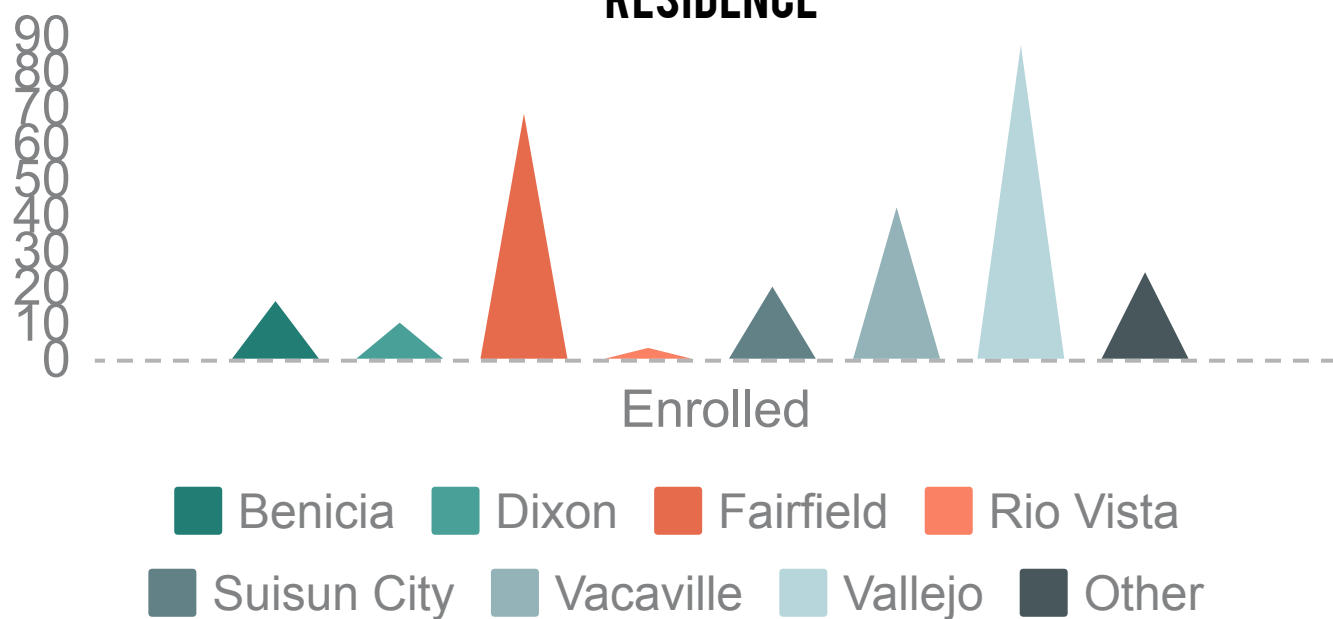 RESIDENCE
90
80
70
60
50
40
30
20
10
0
Enrolled
Benicia Dixon Fairfield Rio Vista
Suisun City Vacaville Vallejo Other